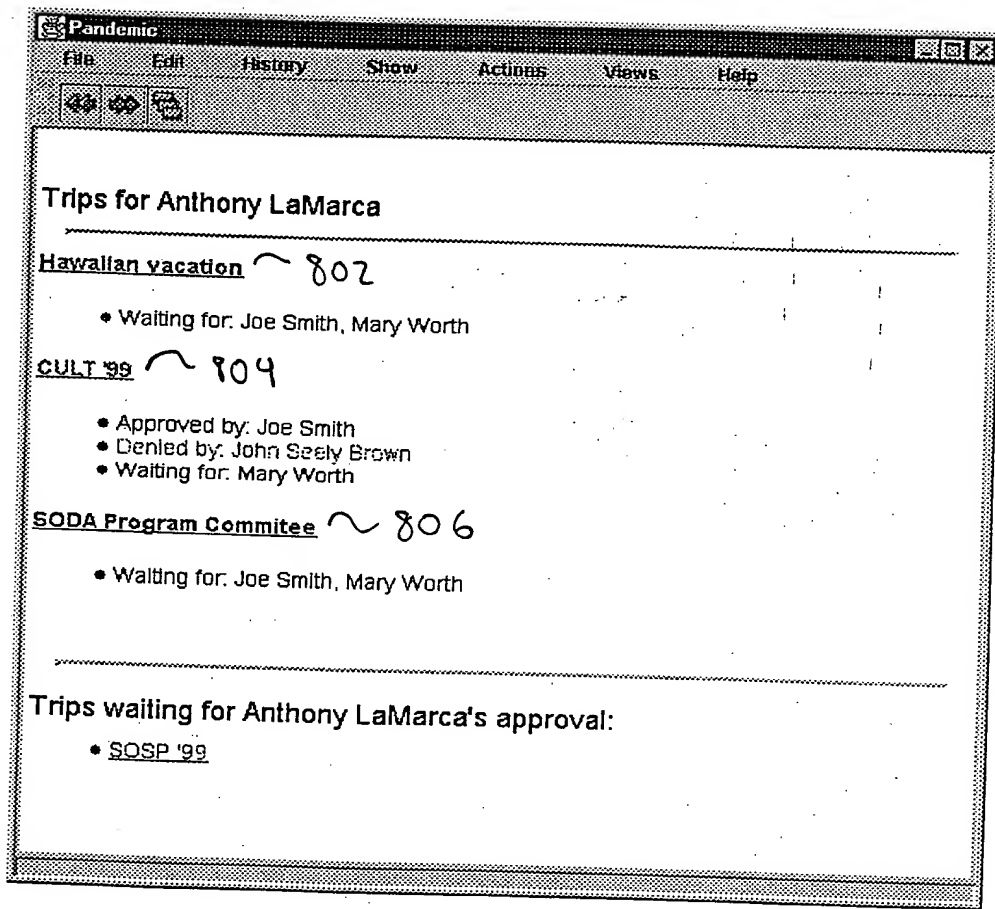 Pandemic
File Edit History Show Actions Views Help
Trips for Anthony LaMarca
Hawaiian vacation 802
• Waiting for: Joe Smith, Mary Worth
CULT '99 804
• Approved by: Joe Smith
• Denied by: John Seely Brown
• Waiting for: Mary Worth
SODA Program Commitee 806
• Waiting for: Joe Smith, Mary Worth
Trips waiting for Anthony LaMarca's approval:
• SOSP '99